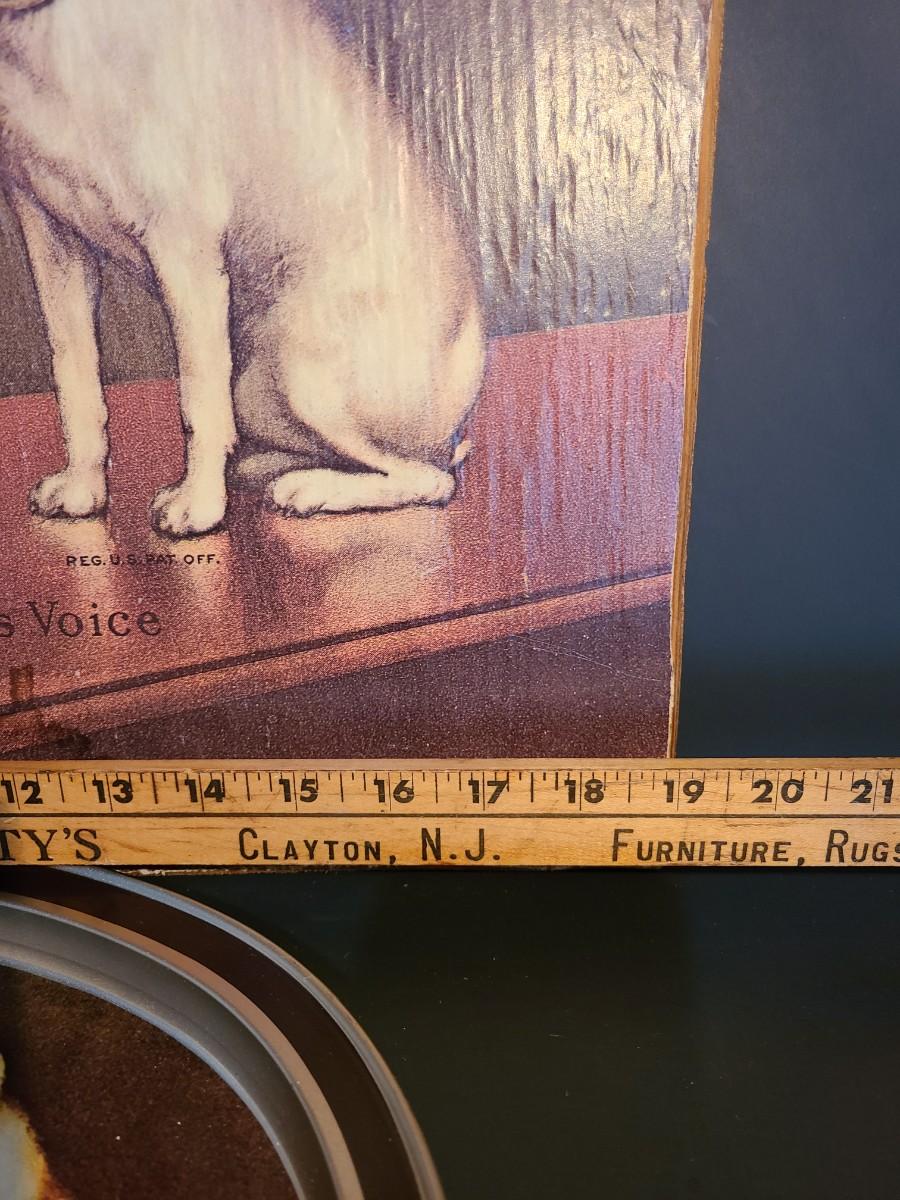 REG. U.S. PAT. OFF.
s Voice
12 13 14 15 16 17 18 19 20 21
TY'S CLAYTON, N.J. FURNITURE, RUGS